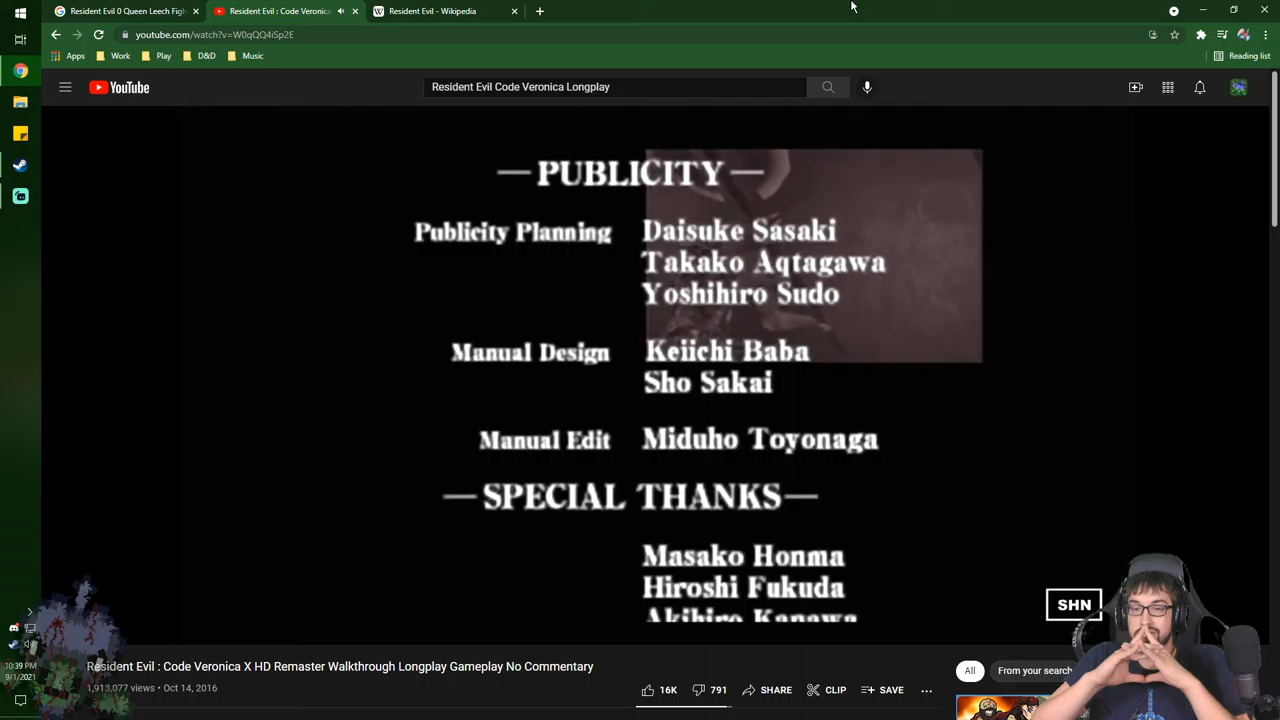 Resident Evil 0 Queen Leech Figh
Resident Evil : Code Veronica
Resident Evil - Wikipedia
youtube.com/watch?v=W0qQQ4iSp2E
Apps Work Play D&D Music Reading list
YouTube
Resident Evil Code Veronica Longplay
— PUBLICITY —
Publicity Planning Daisuke Sasaki
Takako Aqtagawa
Yoshihiro Sudo
Manual Design Keiichi Baba
Sho Sakai
Manual Edit Miduho Toyonaga
— SPECIAL THANKS —
Masako Honma
Hiroshi Fukuda
Akihiro Kanawa
SHN
10:39 PM
9/1/2021
Resident Evil : Code Veronica X HD Remaster Walkthrough Longplay Gameplay No Commentary
1,913,077 views • Oct 14, 2016
16K 791 SHARE CLIP SAVE
All From your search